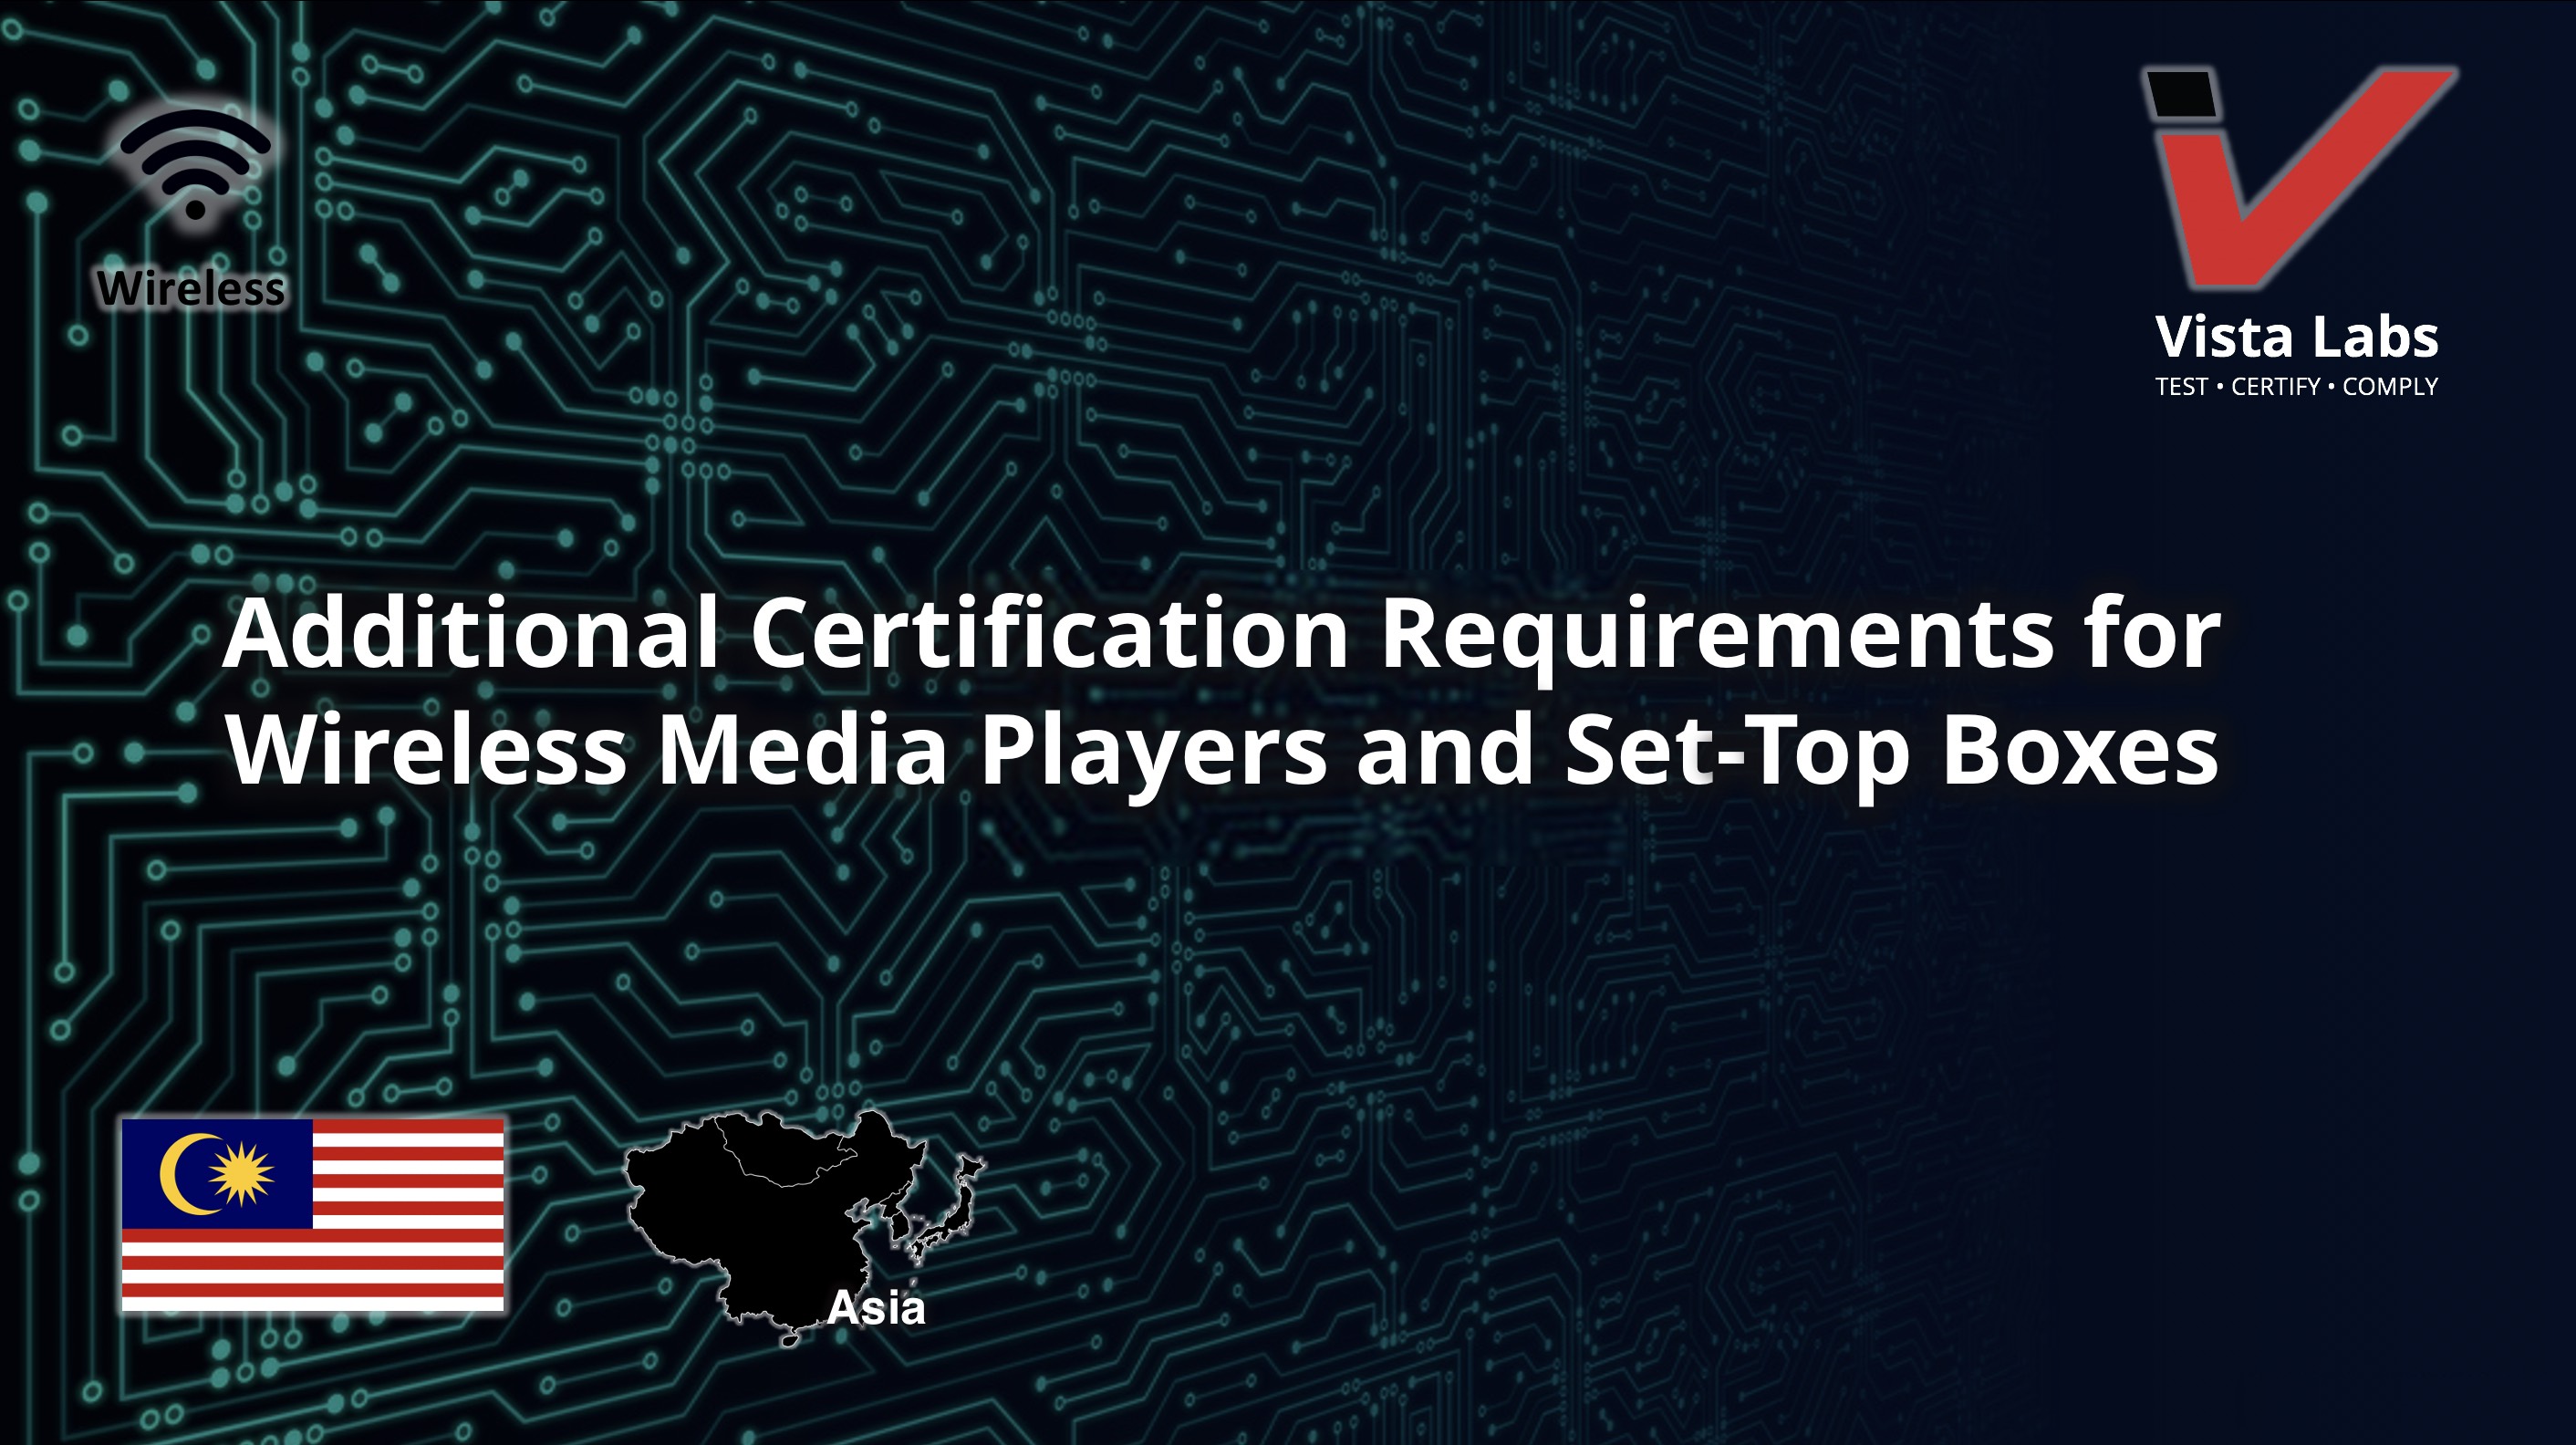 Wireless
Vista Labs
TEST • CERTIFY • COMPLY
Additional Certification Requirements for
Wireless Media Players and Set-Top Boxes
Asia